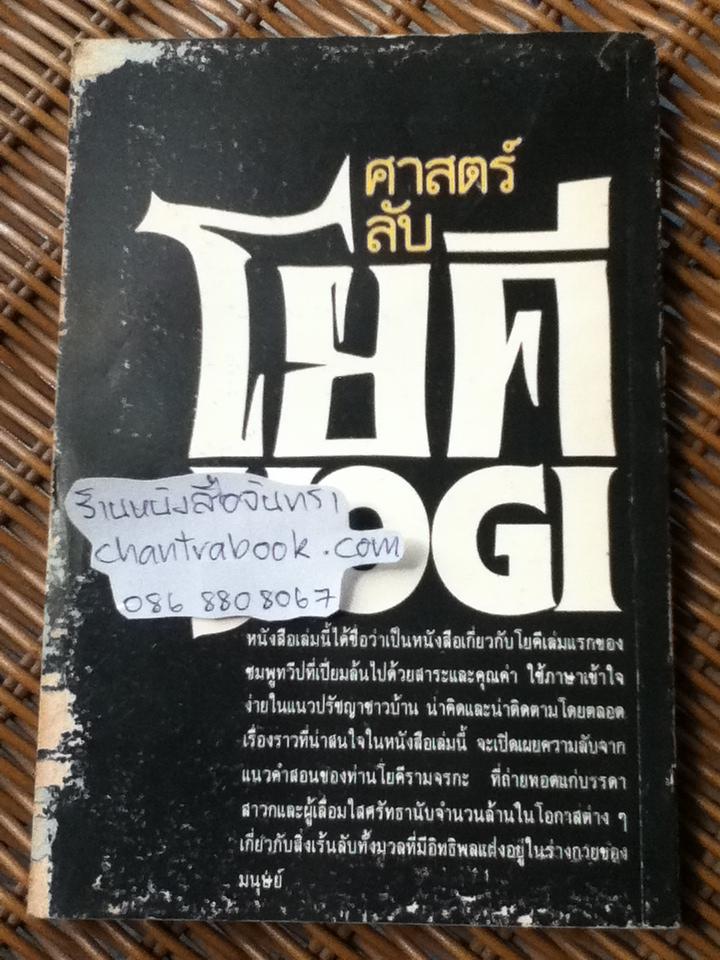 ศาสตร์
ลับ
โยคี
YOGI
ร้านหนังสือจันทรา
chantrabook.com
086 880 8067
หนังสือเล่มนี้ได้ชื่อว่าเป็นหนังสือเกี่ยวกับโยคีเล่มแรกของ
ชมพูทวีปที่เปี่ยมล้นไปด้วยสาระและคุณค่า ใช้ภาษาเข้าใจ
ง่ายในแนวปรัชญาชาวบ้าน น่าคิดและน่าติดตามโดยตลอด
เรื่องราวที่น่าสนใจในหนังสือเล่มนี้ จะเปิดเผยความลับจาก
แนวคำสอนของท่านโยคีรามจรกะ ที่ถ่ายทอดแก่บรรดา
สาวกและผู้เลื่อมใสศรัทธานับจำนวนล้านในโอกาสต่าง ๆ
เกี่ยวกับสิ่งเร้นลับทั้งมวลที่มีอิทธิพลแฝงอยู่ในร่างกายของ
มนุษย์